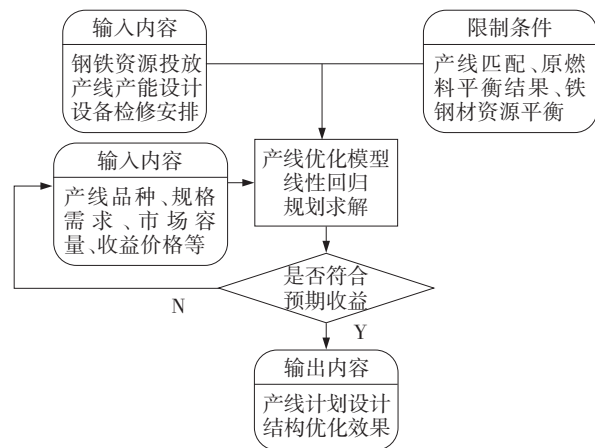 输入内容
钢铁资源投放
产线产能设计
设备检修安排
限制条件
产线匹配、原燃
料平衡结果、铁
钢材资源平衡
输入内容
产线品种、规格
需求、市场容
量、收益价格等
产线优化模型
线性回归
规划求解
是否符合
预期收益
N
Y
输出内容
产线计划设计
结构优化效果